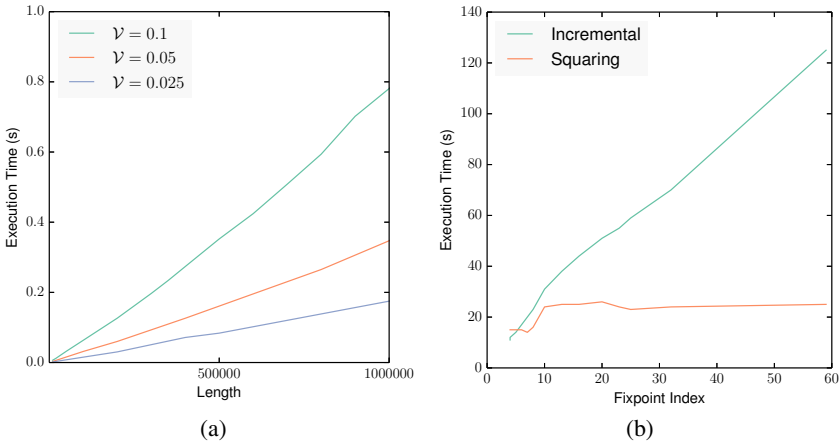 1.0
0.8
0.6
0.4
0.2
0.0
Execution Time (s)
𝒱 = 0.1
𝒱 = 0.05
𝒱 = 0.025
500000
1000000
Length
(a)
140
120
100
80
60
40
20
0
Execution Time (s)
Incremental
Squaring
0 10 20 30 40 50 60
Fixpoint Index
(b)